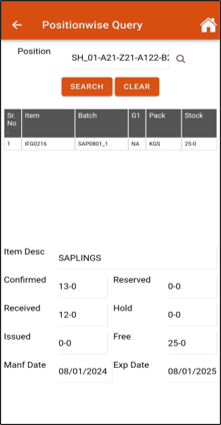 Positionwise Query
Position SH_01-A21-Z21-A122-B
SEARCH CLEAR
Sr. No Item Batch G1 Pack Stock
1 IFG0216 SAP0801_1 NA KGS 25-0
Item Desc SAPLINGS
Confirmed 13-0 Reserved 0-0
Received 12-0 Hold 0-0
Issued 0-0 Free 25-0
Manf Date 08/01/2024 Exp Date 08/01/2025